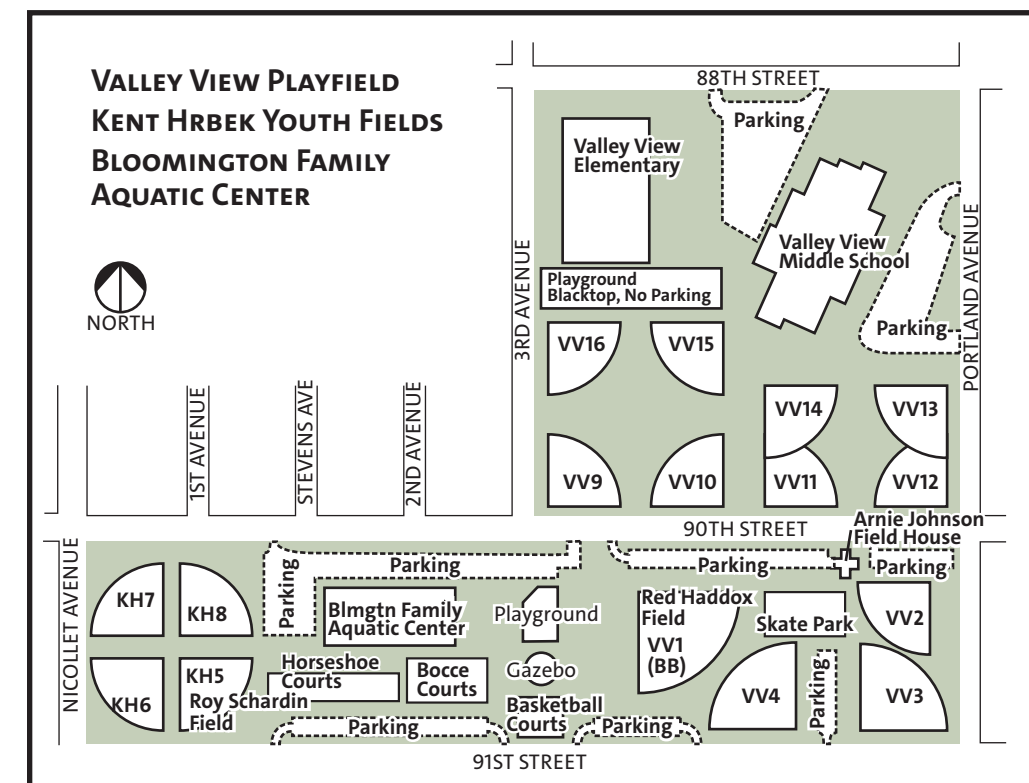 VALLEY VIEW PLAYFIELD
KENT HRBEK YOUTH FIELDS
BLOOMINGTON FAMILY
AQUATIC CENTER
NORTH
88TH STREET
Parking
Valley View
Elementary
Valley View
Middle School
Playground
Blacktop, No Parking
Parking
3RD AVENUE
PORTLAND AVENUE
VV16
VV15
VV14
VV13
VV9
VV10
VV11
VV12
1ST AVENUE
STEVENS AVE
2ND AVENUE
90TH STREET
Arnie Johnson
Field House
NICOLLET AVENUE
Parking
Parking
Parking
Parking
KH7
KH8
Blmgtn Family
Aquatic Center
Playground
Red Haddox
Field
VV1
(BB)
Skate Park
VV2
KH6
KH5
Roy Schardin
Field
Horseshoe
Courts
Bocce
Courts
Gazebo
Basketball
Courts
VV4
Parking
VV3
Parking
Parking
91ST STREET